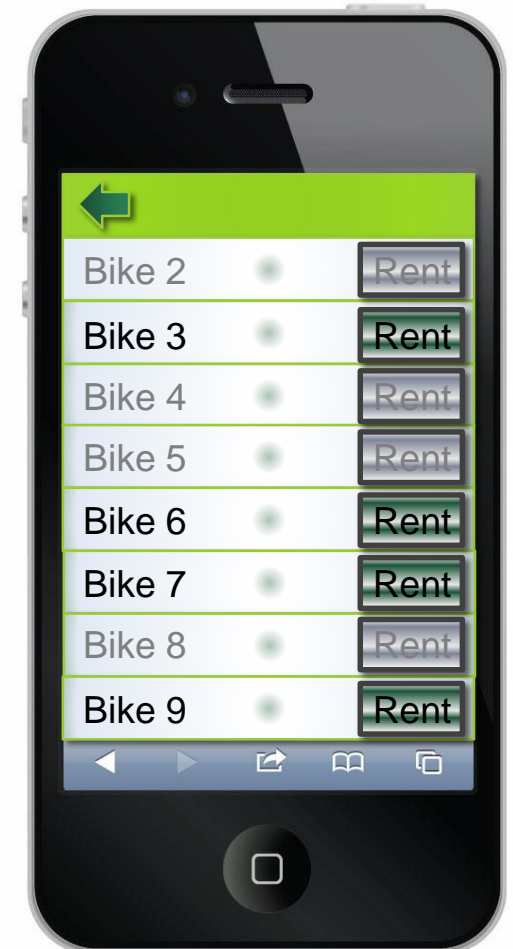 Bike 2 Rent
Bike 3 Rent
Bike 4 Rent
Bike 5 Rent
Bike 6 Rent
Bike 7 Rent
Bike 8 Rent
Bike 9 Rent